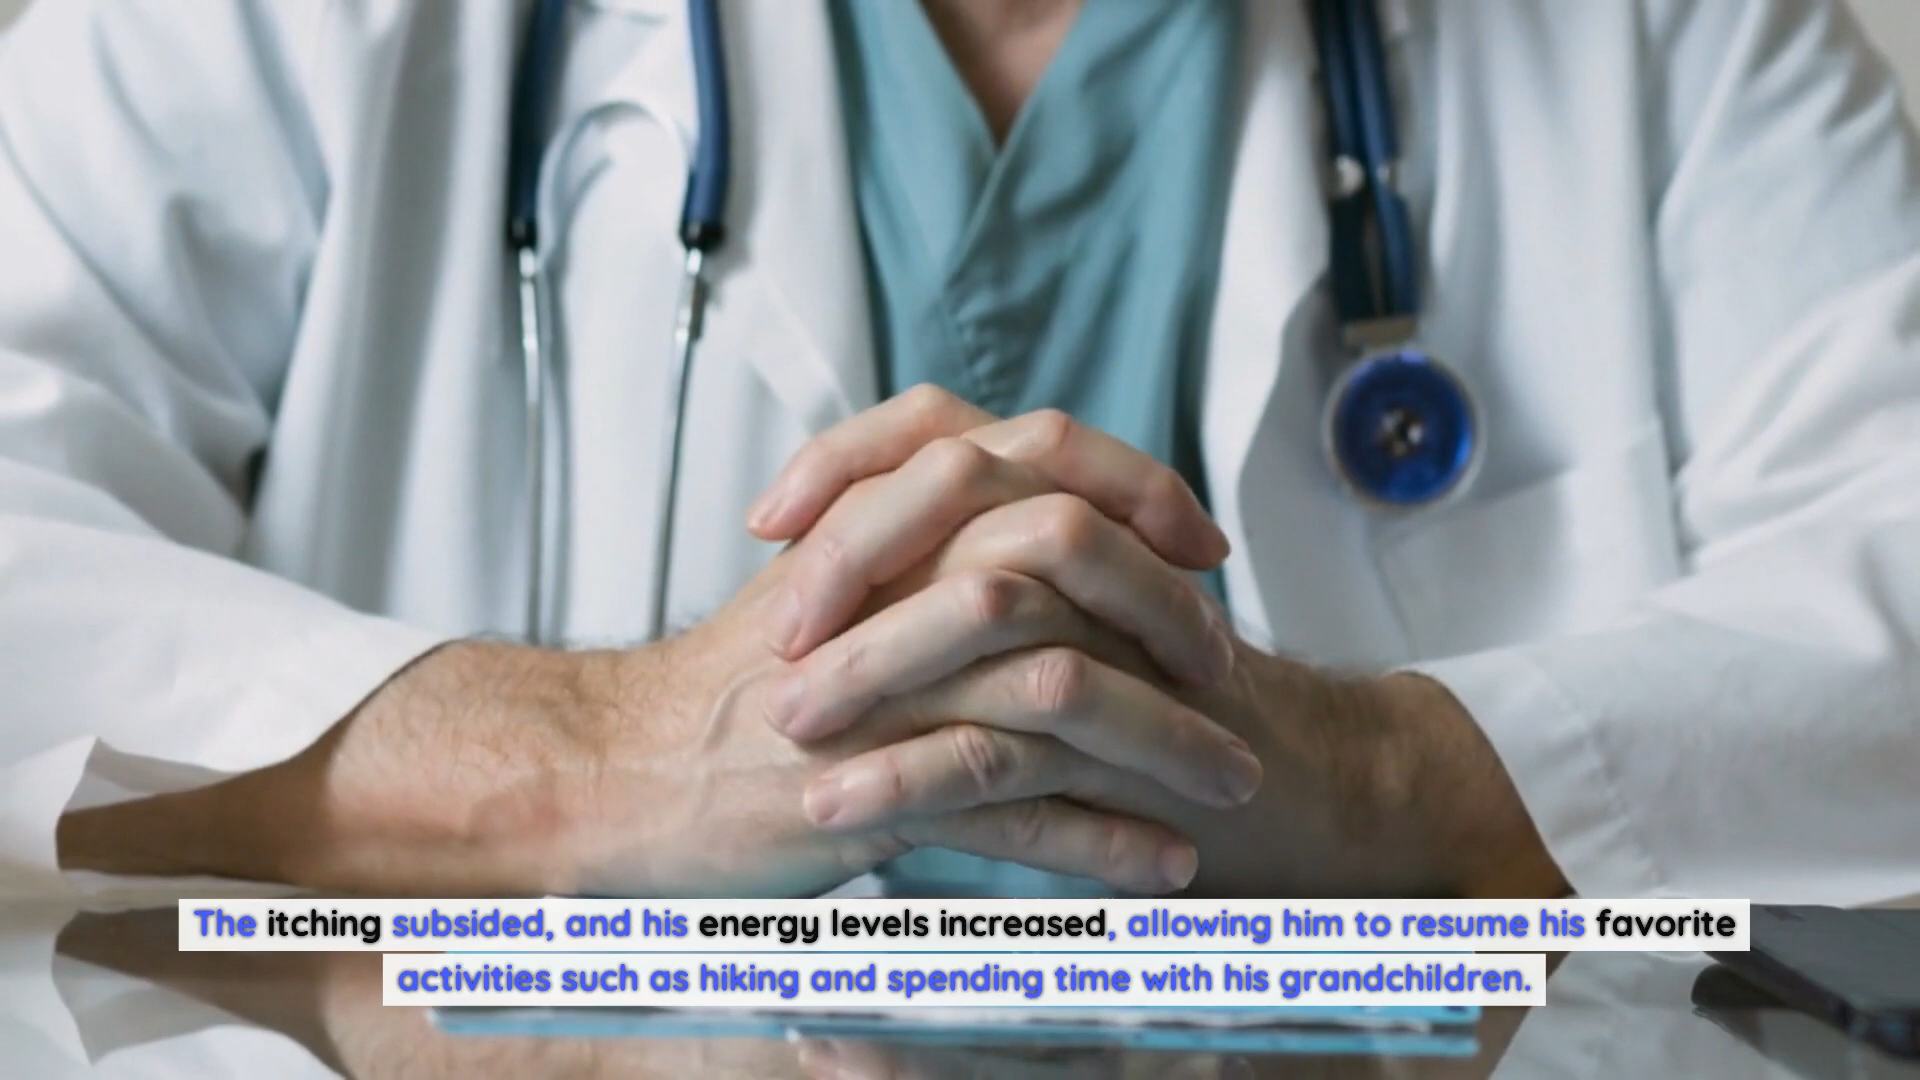 The itching subsided, and his energy levels increased, allowing him to resume his favorite
activities such as hiking and spending time with his grandchildren.